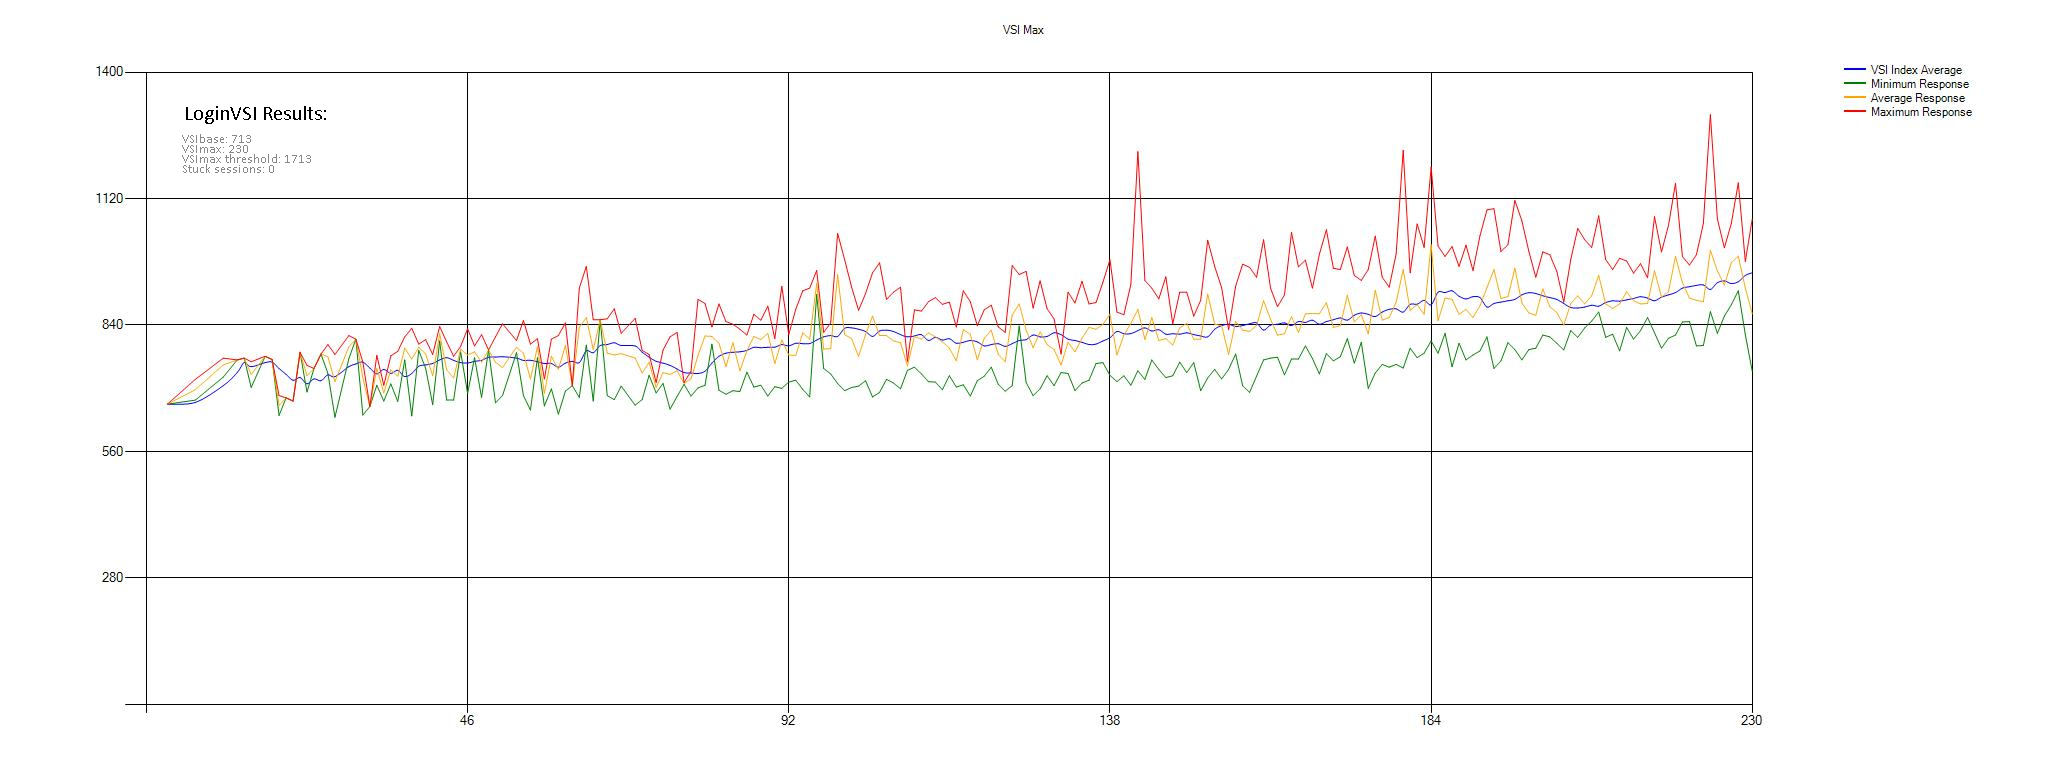 VSI Max
1400
1120
840
560
280
LoginVSI Results:
VSIbase: 713
VSImax: 230
VSImax threshold: 1713
Stuck sessions: 0
VSI Index Average
Minimum Response
Average Response
Maximum Response
46
92
138
184
230